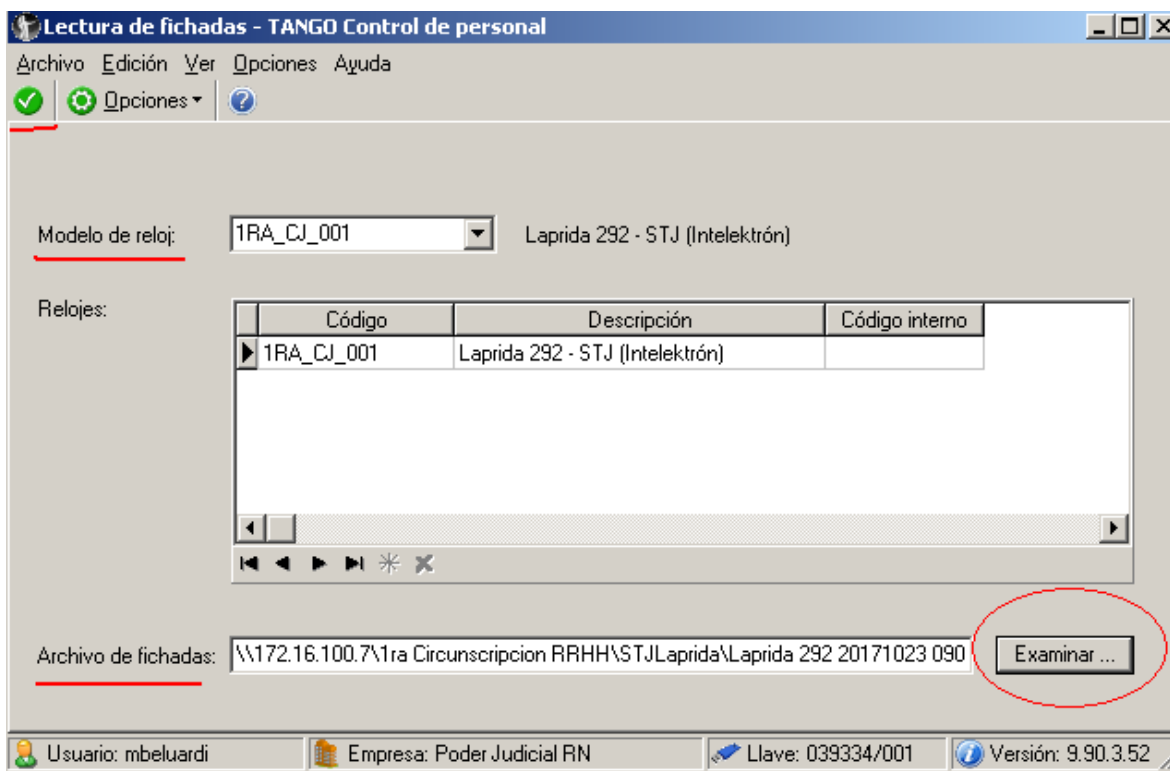 Lectura de fichadas - TANGO Control de personal
Archivo Edición Ver Opciones Ayuda
Opciones
Modelo de reloj: 1RA_CJ_001 Laprida 292 - STJ (Intelektrón)
Relojes:
Código Descripción Código interno
1RA_CJ_001 Laprida 292 - STJ (Intelektrón)
Archivo de fichadas: \\172.16.100.7\1ra Circunscripcion RRHH\STJLaprida\Laprida 292 20171023 090 Examinar ...
Usuario: mbeluardi Empresa: Poder Judicial RN Llave: 039334/001 Versión: 9.90.3.52